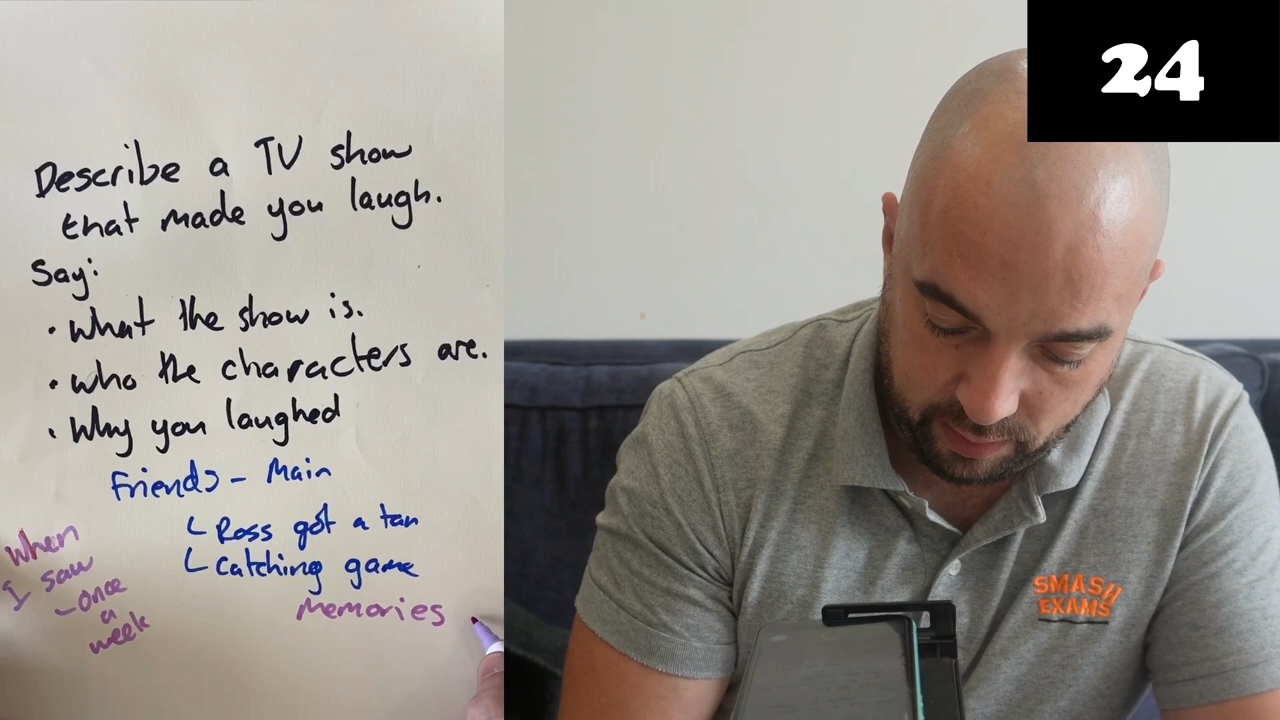 Describe a TV show
that made you laugh.
Say:
• What the show is.
• who the characters are.
• Why you laughed
Friends - Main
Ross got a tan
Catching game
Memories
When
I saw
- once
a
week
24
SMASH
EXAMS